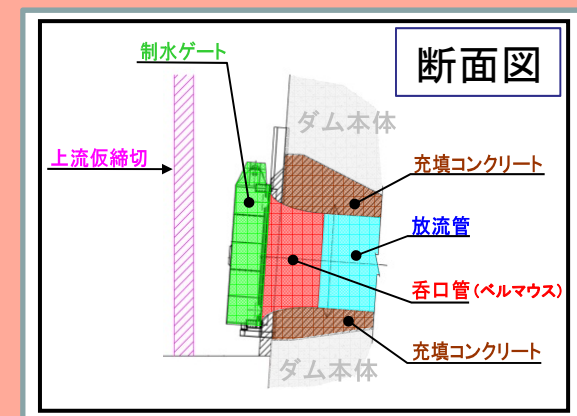 断面図
制水ゲート
ダム本体
上流仮締切
充填コンクリート
放流管
呑口管(ベルマウス)
充填コンクリート
ダム本体